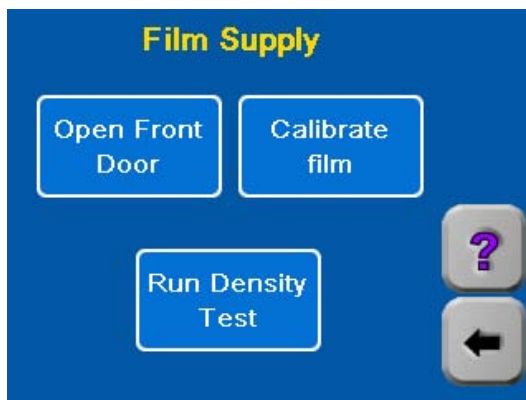 Film Supply
Open Front
Door
Calibrate
film
?
Run Density
Test